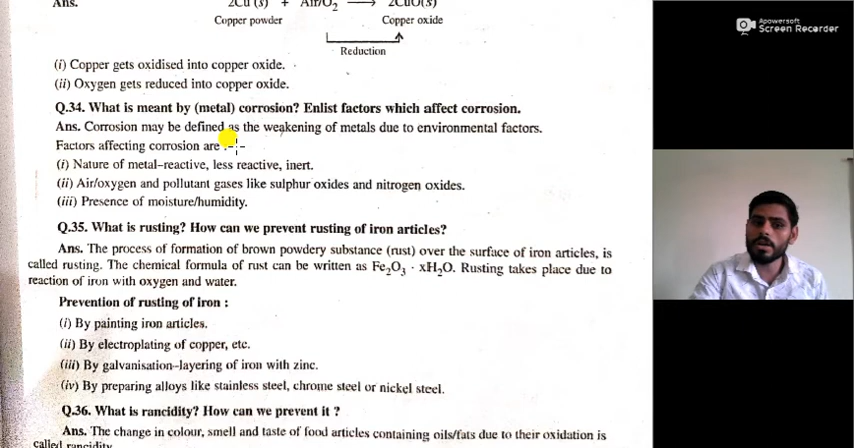 Ans. 2Cu (s) + Air/O₂ ⟶ 2CuO(s)
Copper powder Copper oxide
Reduction
(i) Copper gets oxidised into copper oxide.
(ii) Oxygen gets reduced into copper oxide.
Q.34. What is meant by (metal) corrosion? Enlist factors which affect corrosion.
Ans. Corrosion may be defined as the weakening of metals due to environmental factors.
Factors affecting corrosion are :–
(i) Nature of metal–reactive, less reactive, inert.
(ii) Air/oxygen and pollutant gases like sulphur oxides and nitrogen oxides.
(iii) Presence of moisture/humidity.
Q.35. What is rusting? How can we prevent rusting of iron articles?
Ans. The process of formation of brown powdery substance (rust) over the surface of iron articles, is
called rusting. The chemical formula of rust can be written as Fe₂O₃ · xH₂O. Rusting takes place due to
reaction of iron with oxygen and water.
Prevention of rusting of iron :
(i) By painting iron articles.
(ii) By electroplating of copper, etc.
(iii) By galvanisation–layering of iron with zinc.
(iv) By preparing alloys like stainless steel, chrome steel or nickel steel.
Q.36. What is rancidity? How can we prevent it ?
Ans. The change in colour, smell and taste of food articles containing oils/fats due to their oxidation is
called rancidity.
Apowersoft
Screen Recorder